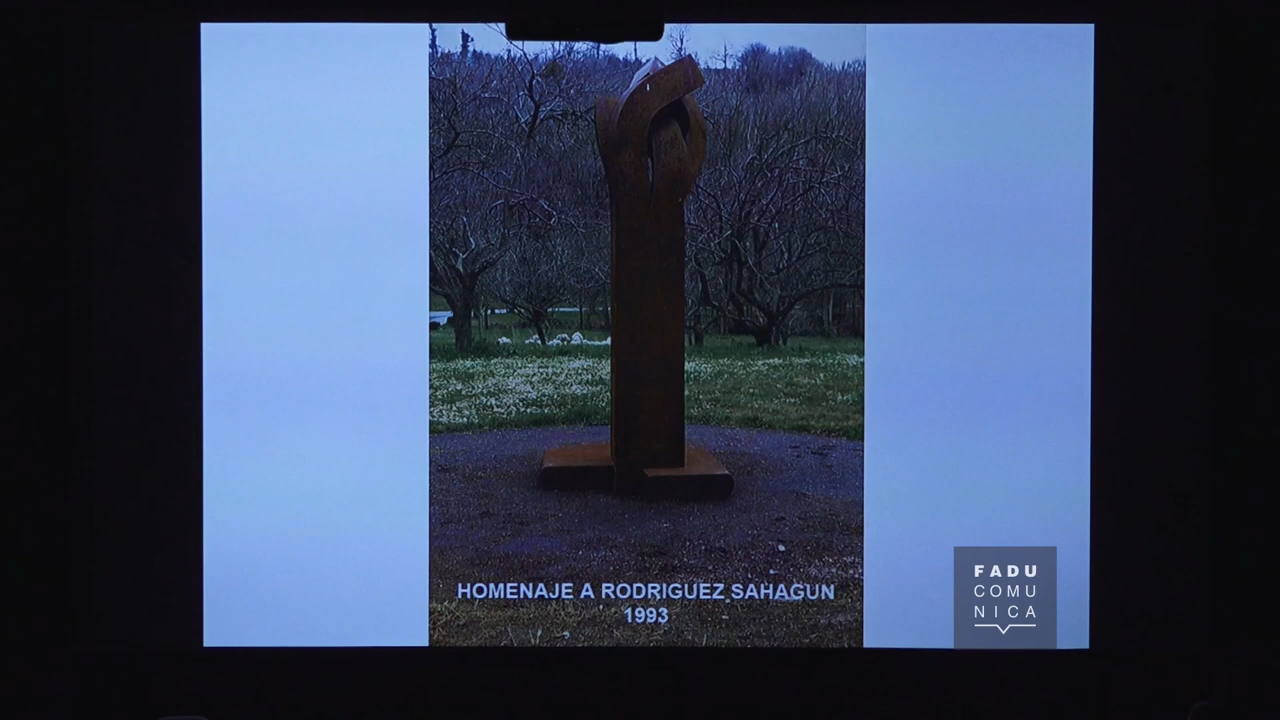 HOMENAJE A RODRIGUEZ SAHAGUN
1993
FADU
COMU
NICA